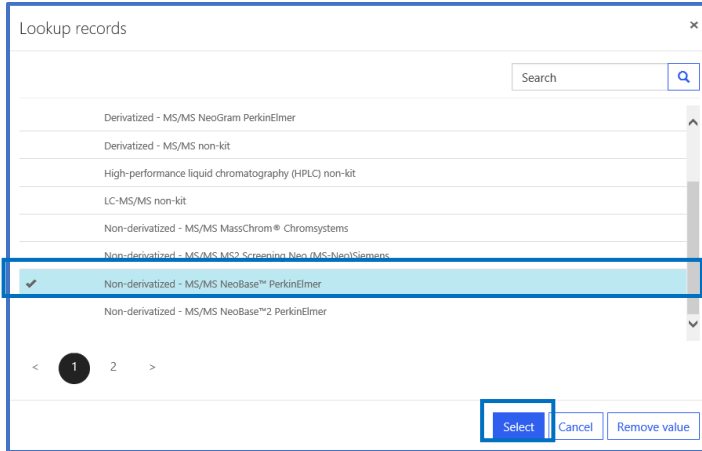 Lookup records
×
Search
Derivatized - MS/MS NeoGram PerkinElmer
Derivatized - MS/MS non-kit
High-performance liquid chromatography (HPLC) non-kit
LC-MS/MS non-kit
Non-derivatized - MS/MS MassChrom® Chromsystems
Non-derivatized - MS/MS MS2 Screening Neo (MS-Neo)Siemens
Non-derivatized - MS/MS NeoBase™ PerkinElmer
Non-derivatized - MS/MS NeoBase™2 PerkinElmer
< 1 2 >
Select Cancel Remove value